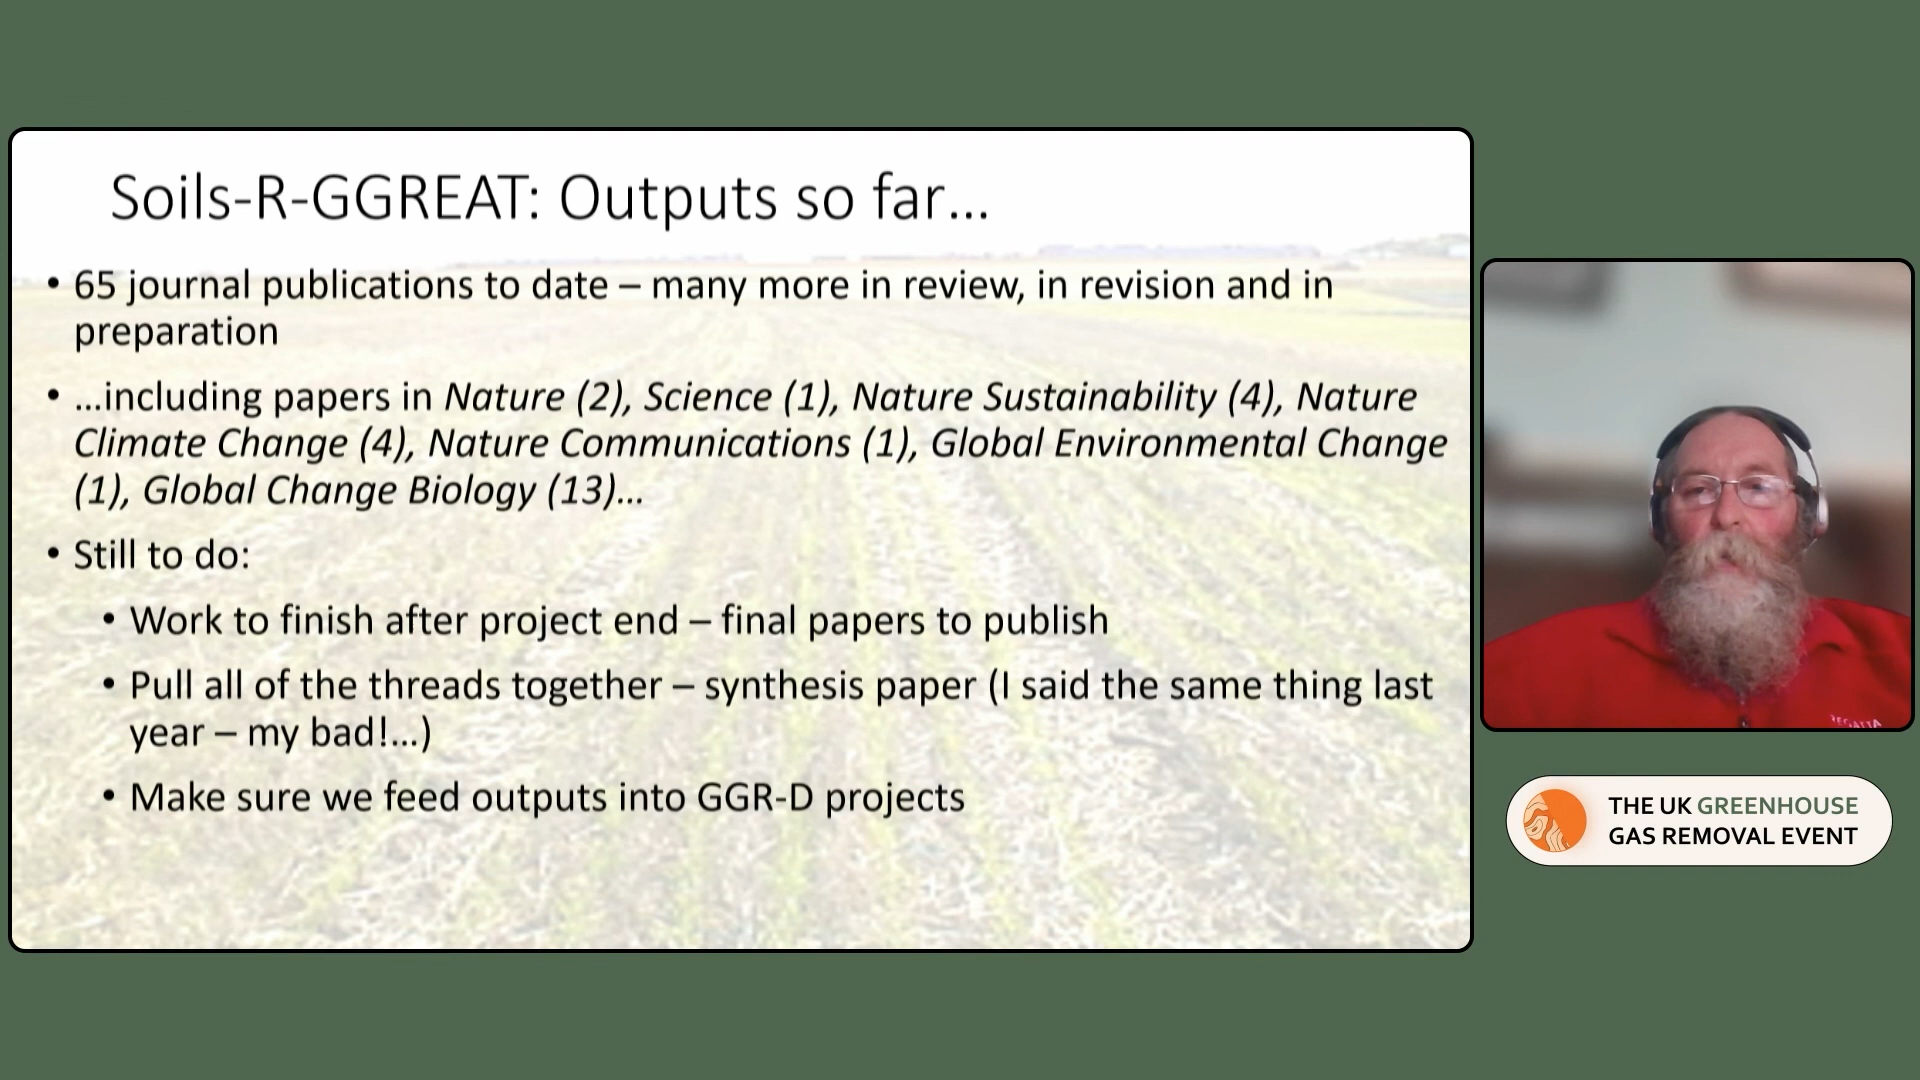 Soils-R-GGREAT: Outputs so far...
• 65 journal publications to date – many more in review, in revision and in
preparation
• ...including papers in Nature (2), Science (1), Nature Sustainability (4), Nature
Climate Change (4), Nature Communications (1), Global Environmental Change
(1), Global Change Biology (13)...
• Still to do:
• Work to finish after project end – final papers to publish
• Pull all of the threads together – synthesis paper (I said the same thing last
year – my bad!...)
• Make sure we feed outputs into GGR-D projects
REGATTA
THE UK GREENHOUSE
GAS REMOVAL EVENT